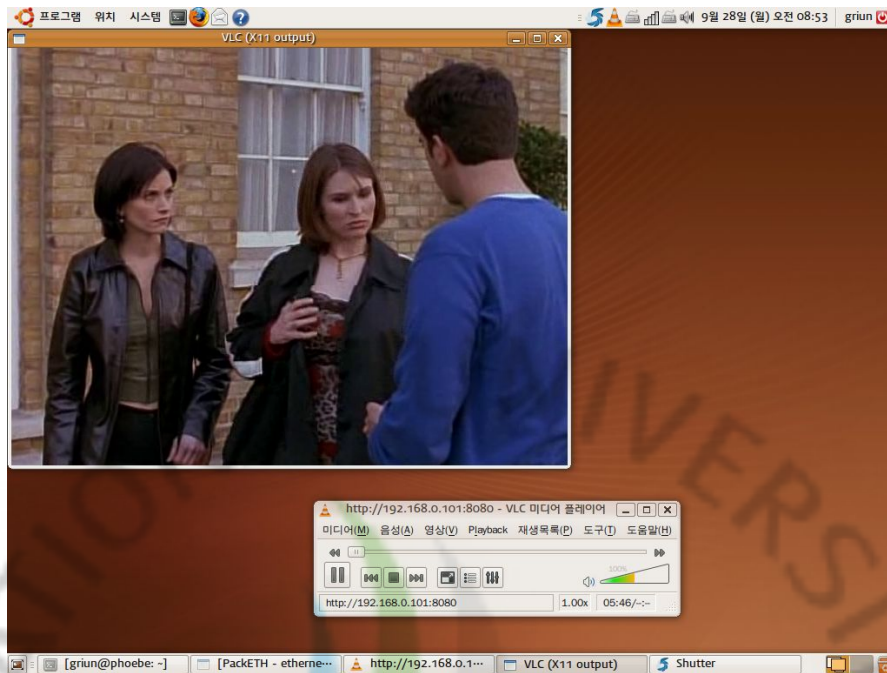 프로그램 위치 시스템
9월 28일 (월) 오전 08:53 griun
VLC (X11 output)
http://192.168.0.101:8080 - VLC 미디어 플레이어
미디어(M) 음성(A) 영상(V) Playback 재생목록(P) 도구(T) 도움말(H)
100%
http://192.168.0.101:8080 1.00x 05:46/--:--
[griun@phoebe: ~] [PackETH - etherne... http://192.168.0.1... VLC (X11 output) Shutter